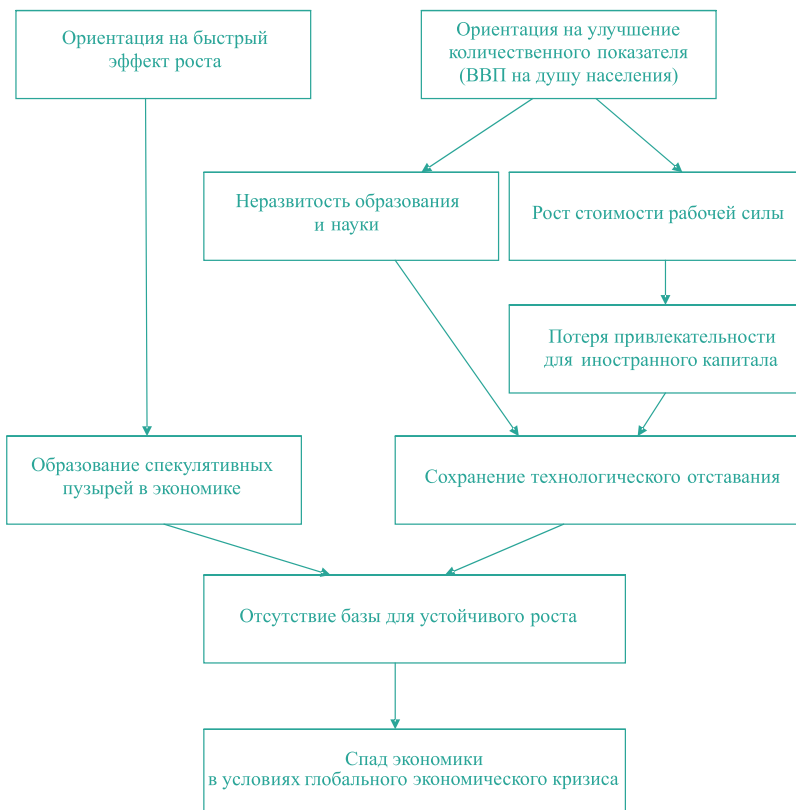 Ориентация на быстрый
эффект роста
Ориентация на улучшение
количественного показателя
(ВВП на душу населения)
Неразвитость образования
и науки
Рост стоимости рабочей силы
Потеря привлекательности
для иностранного капитала
Образование спекулятивных
пузырей в экономике
Сохранение технологического отставания
Отсутствие базы для устойчивого роста
Спад экономики
в условиях глобального экономического кризиса